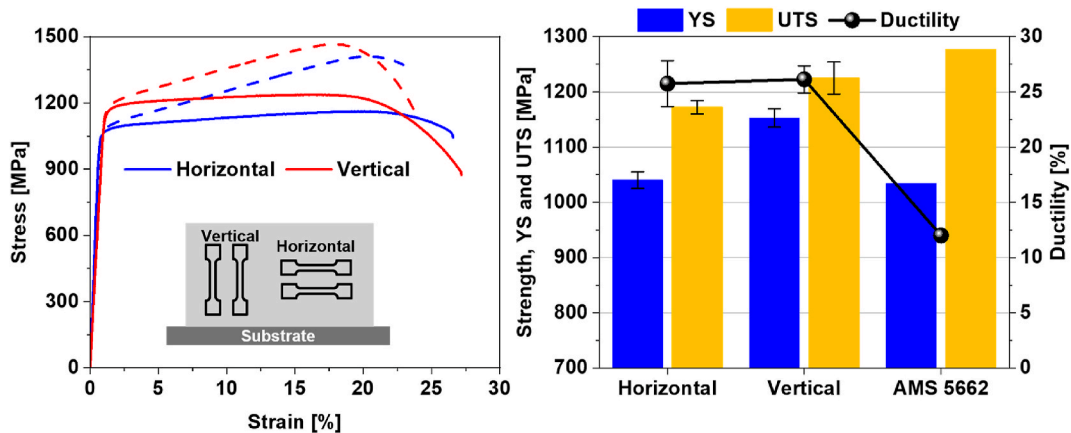 Stress [MPa]
1500
1200
900
600
300
0
Horizontal
Vertical
Vertical
Horizontal
Substrate
0
5
10
15
20
25
30
Strain [%]
YS
UTS
Ductility
Strength, YS and UTS [MPa]
1300
1200
1100
1000
900
800
700
30
25
20
15
10
5
0
Ductility [%]
Horizontal
Vertical
AMS 5662